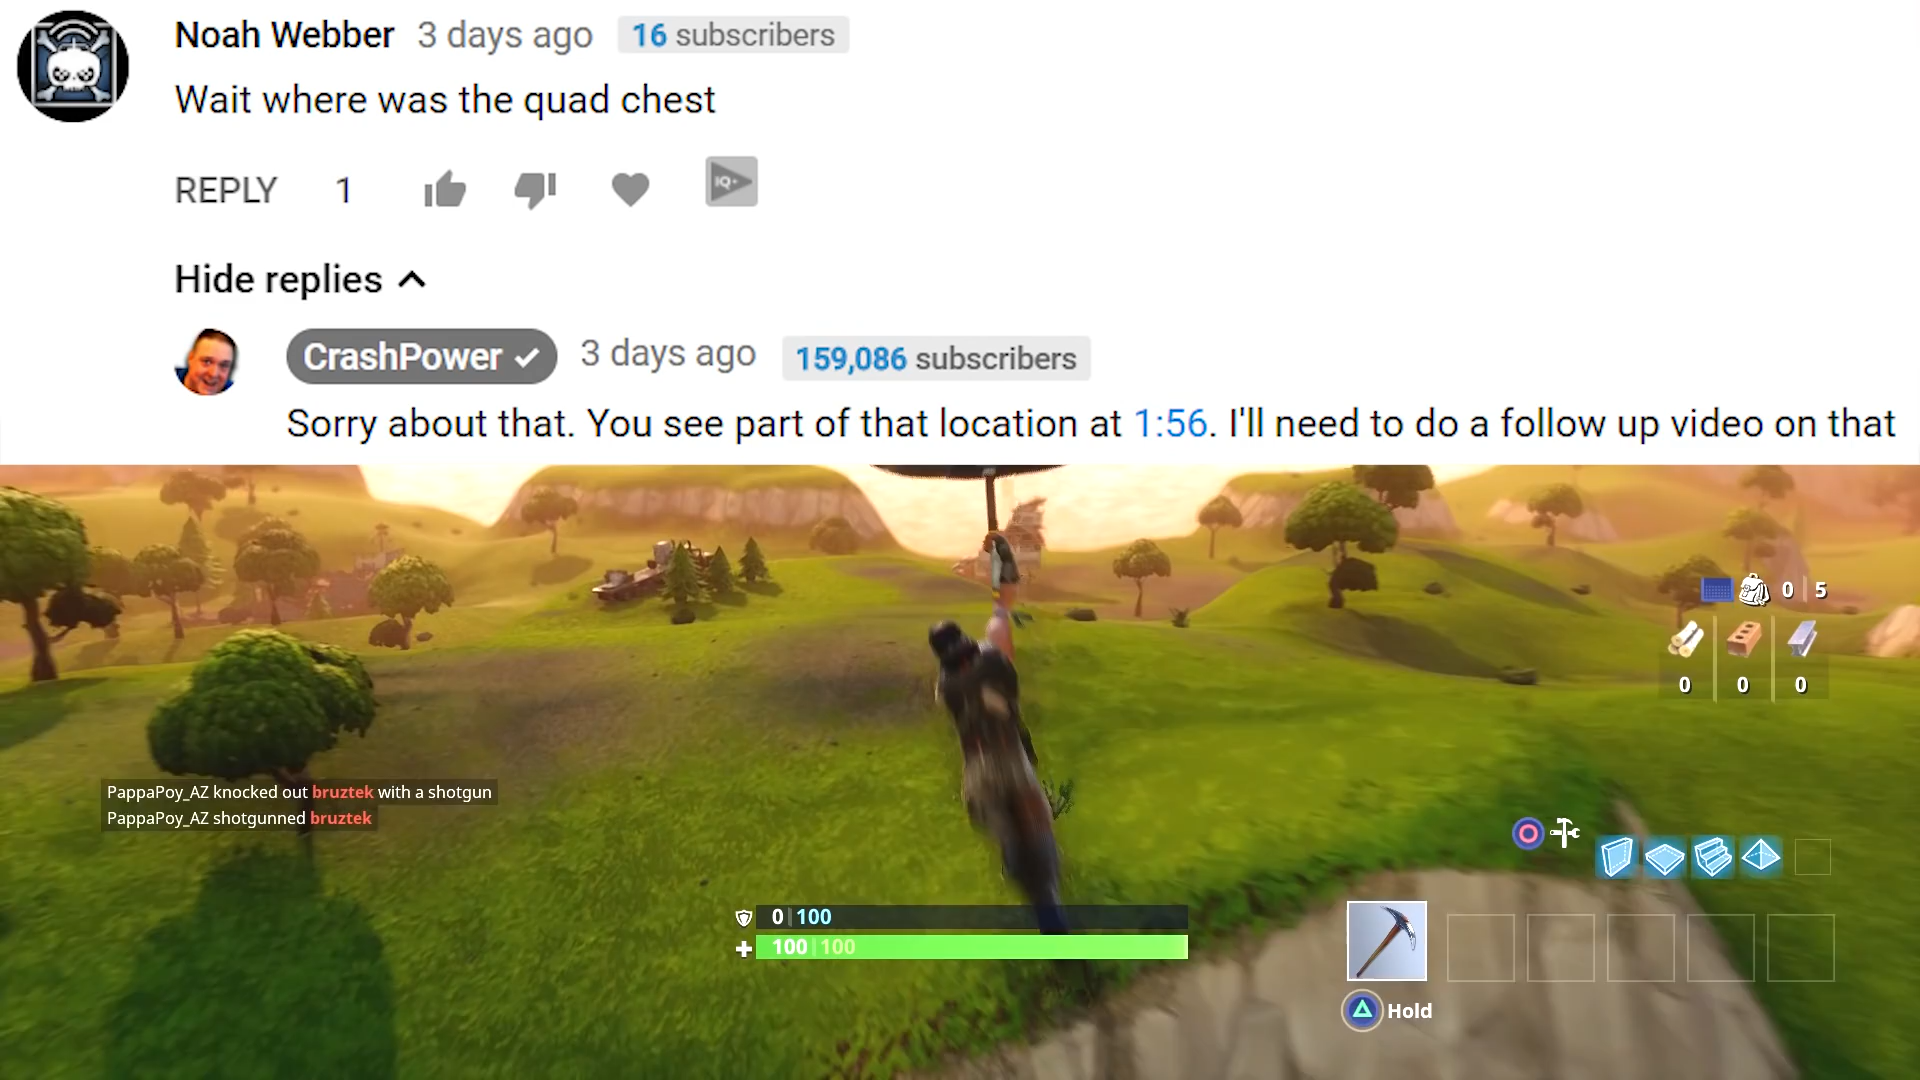 Noah Webber 3 days ago 16 subscribers
Wait where was the quad chest
REPLY 1 IQ+
Hide replies
CrashPower 3 days ago 159,086 subscribers
Sorry about that. You see part of that location at 1:56. I'll need to do a follow up video on that
0 | 5
0 0 0
PappaPoy_AZ knocked out bruztek with a shotgun
PappaPoy_AZ shotgunned bruztek
0 | 100
100 | 100
Hold